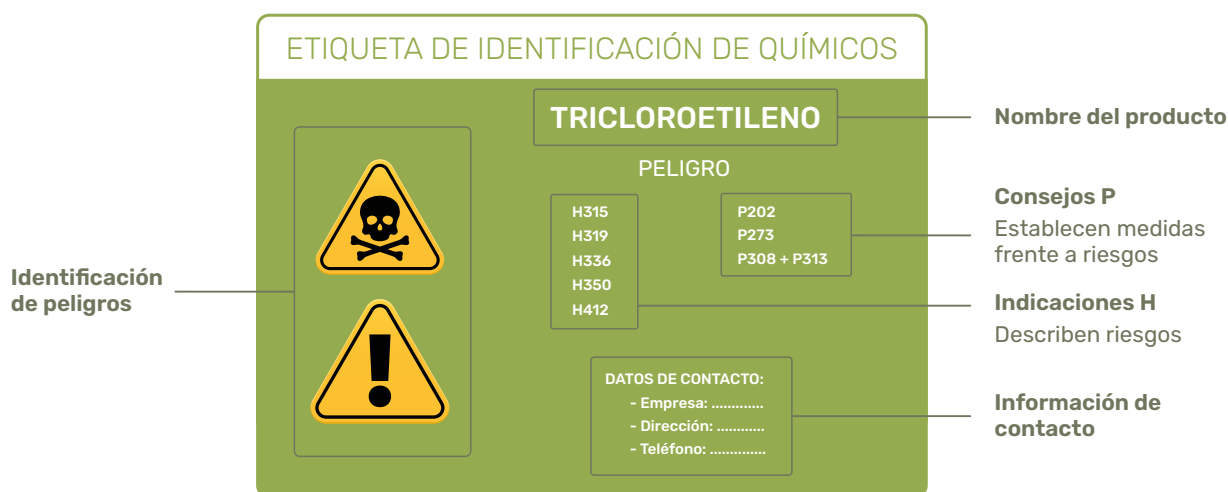 ETIQUETA DE IDENTIFICACIÓN DE QUÍMICOS
TRICLOROETILENO
PELIGRO
H315
H319
H336
H350
H412
P202
P273
P308 + P313
DATOS DE CONTACTO:
- Empresa: .............
- Dirección: ............
- Teléfono: ..............
Identificación
de peligros
Nombre del producto
Consejos P
Establecen medidas
frente a riesgos
Indicaciones H
Describen riesgos
Información de
contacto